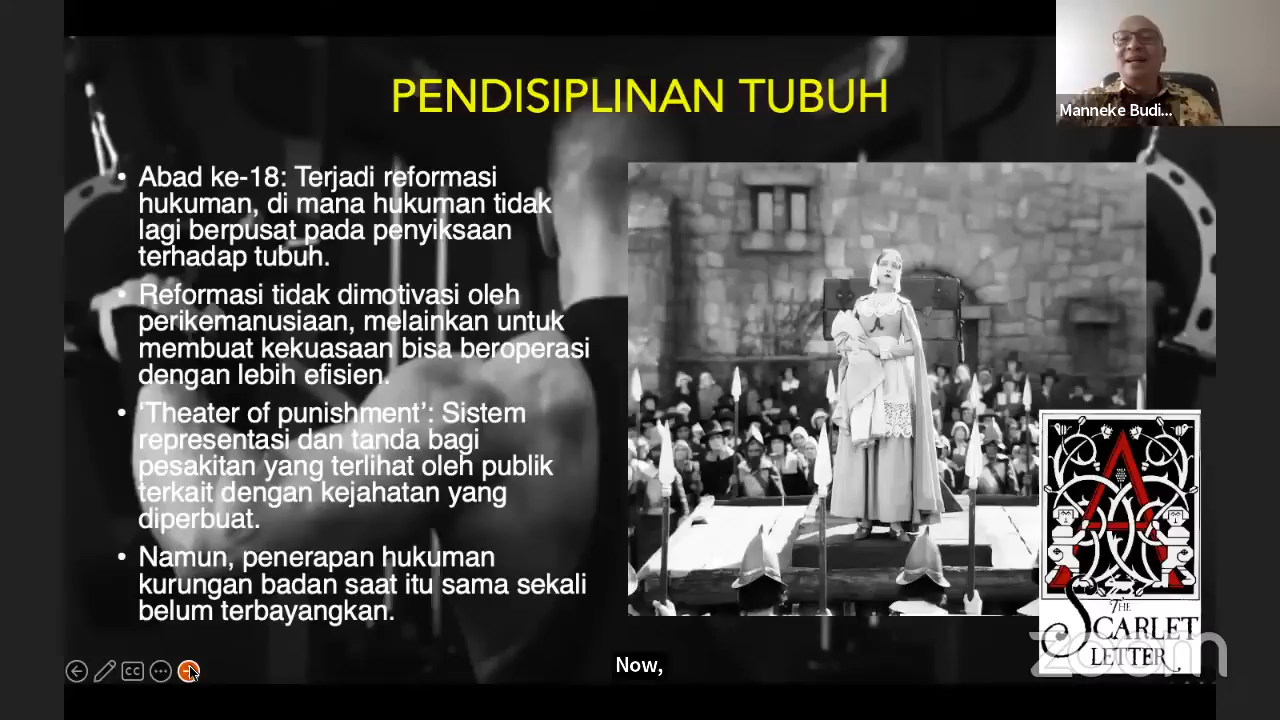 PENDISIPLINAN TUBUH
Manneke Budi...
• Abad ke-18: Terjadi reformasi
hukuman, di mana hukuman tidak
lagi berpusat pada penyiksaan
terhadap tubuh.
• Reformasi tidak dimotivasi oleh
perikemanusiaan, melainkan untuk
membuat kekuasaan bisa beroperasi
dengan lebih efisien.
• ‘Theater of punishment’: Sistem
representasi dan tanda bagi
pesakitan yang terlihat oleh publik
terkait dengan kejahatan yang
diperbuat.
• Namun, penerapan hukuman
kurungan badan saat itu sama sekali
belum terbayangkan.
A
THE
SCARLET
LETTER
zoom
CC
Now,